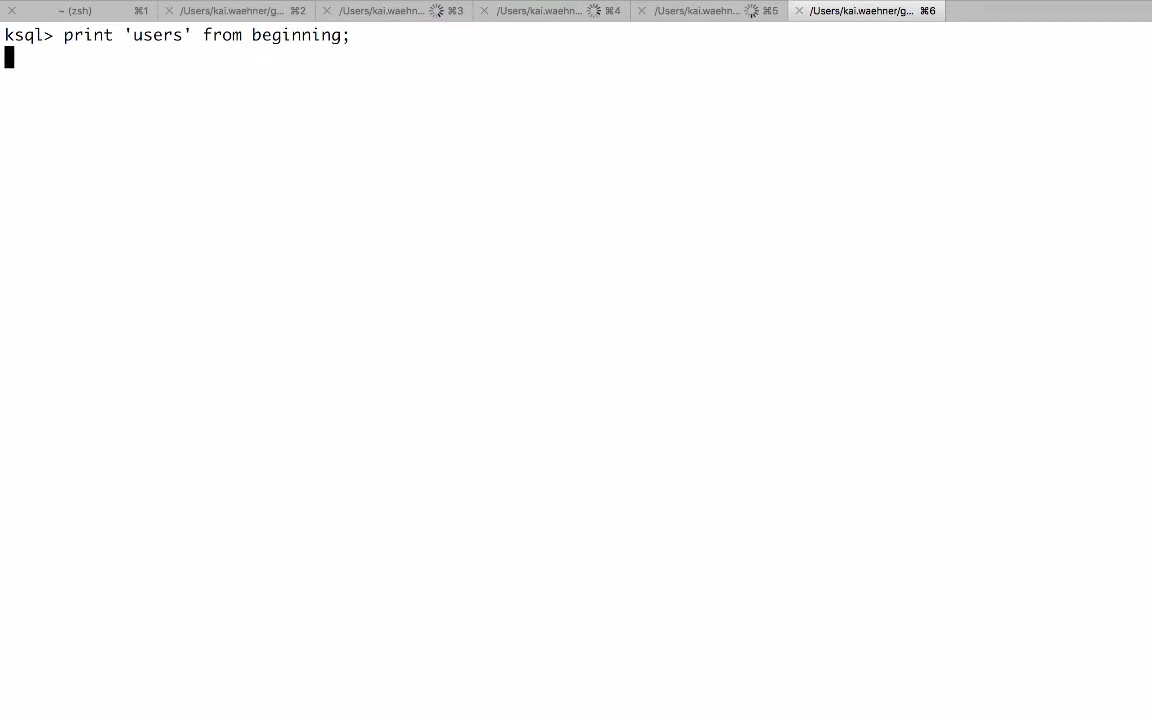 ~ (zsh) ⌘1 /Users/kai.waehner/g... ⌘2 /Users/kai.waehn... ⌘3 /Users/kai.waehn... ⌘4 /Users/kai.waehn... ⌘5 /Users/kai.waehner/g... ⌘6
ksql> print 'users' from beginning;